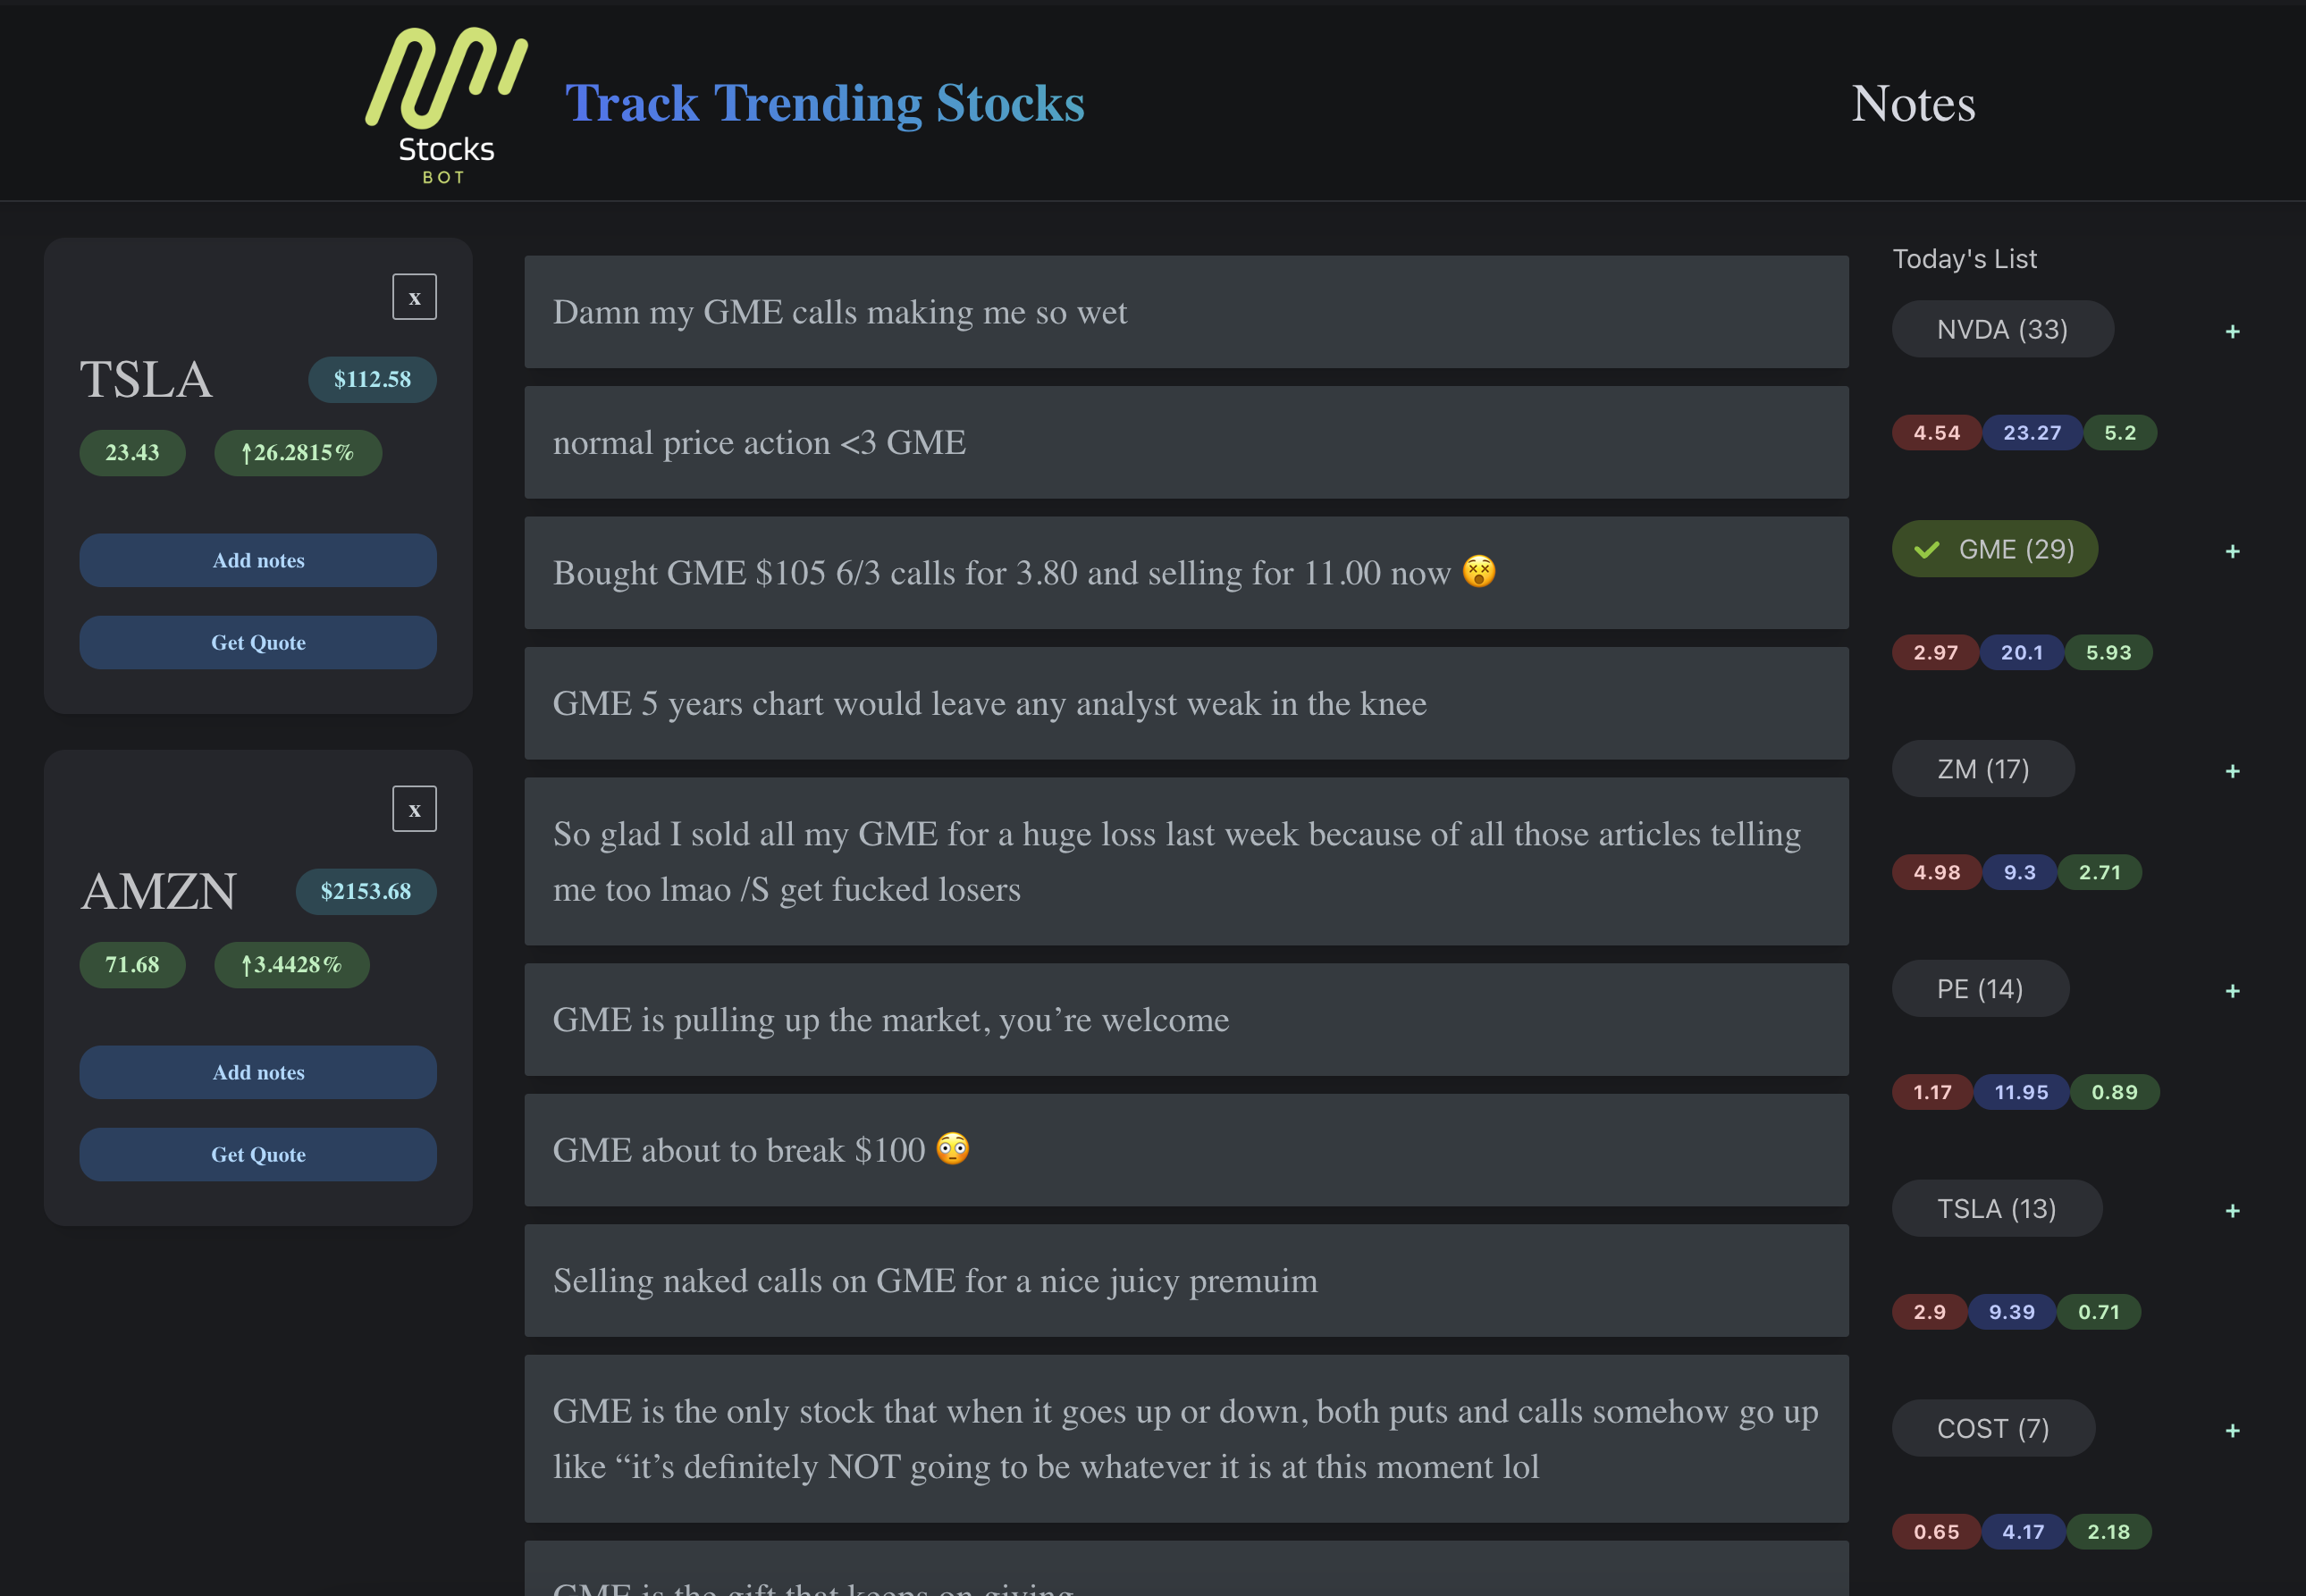 Stocks
BOT
Track Trending Stocks
Notes
x
TSLA
$112.58
23.43
↑26.2815%
Add notes
Get Quote
x
AMZN
$2153.68
71.68
↑3.4428%
Add notes
Get Quote
Damn my GME calls making me so wet
normal price action <3 GME
Bought GME $105 6/3 calls for 3.80 and selling for 11.00 now 😵
GME 5 years chart would leave any analyst weak in the knee
So glad I sold all my GME for a huge loss last week because of all those articles telling
me too lmao /S get fucked losers
GME is pulling up the market, you’re welcome
GME about to break $100 😳
Selling naked calls on GME for a nice juicy premuim
GME is the only stock that when it goes up or down, both puts and calls somehow go up
like “it’s definitely NOT going to be whatever it is at this moment lol
GME is the gift that keeps on giving
Today's List
NVDA (33)
+
4.54 23.27 5.2
GME (29)
+
2.97 20.1 5.93
ZM (17)
+
4.98 9.3 2.71
PE (14)
+
1.17 11.95 0.89
TSLA (13)
+
2.9 9.39 0.71
COST (7)
+
0.65 4.17 2.18